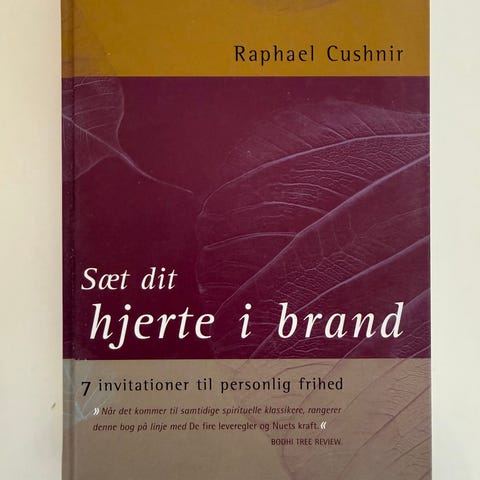 Raphael Cushnir
Sæt dit
hjerte i brand
7 invitationer til personlig frihed
» Når det kommer til samtidige spirituelle klassikere, rangerer
denne bog på linje med De fire leveregler og Nuets kraft. «
BODHI TREE REVIEW